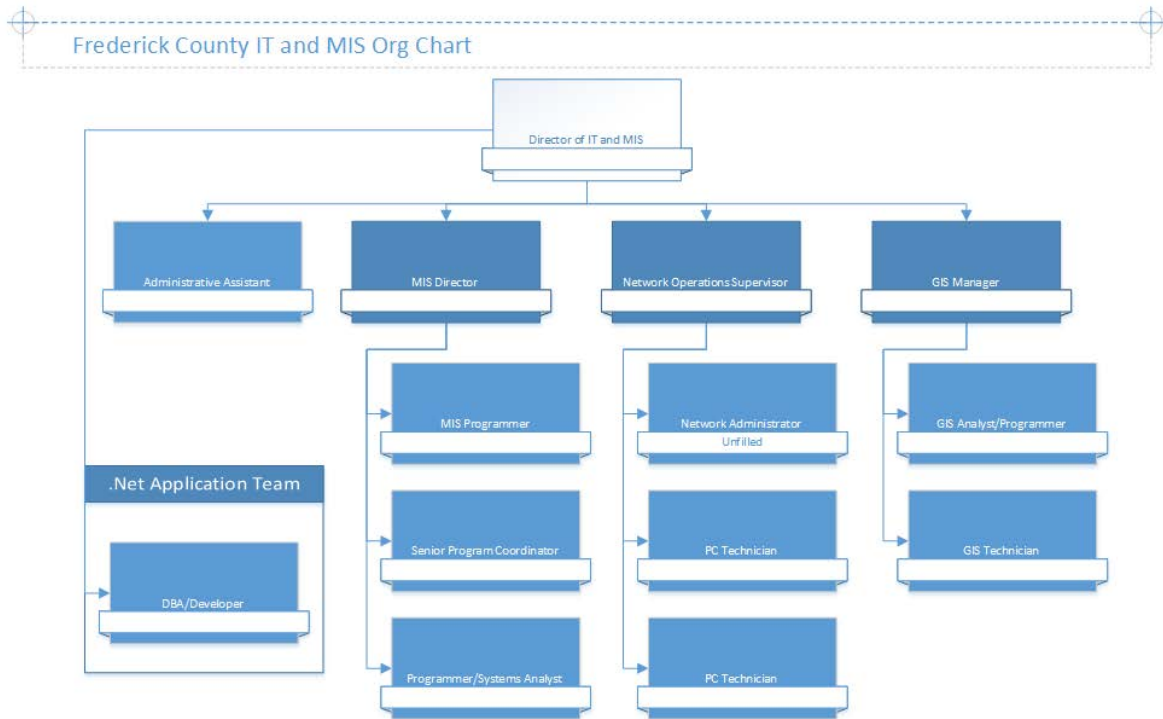 Frederick County IT and MIS Org Chart
Director of IT and MIS
Administrative Assistant
MIS Director
Network Operations Supervisor
GIS Manager
MIS Programmer
Network Administrator
Unfilled
GIS Analyst/Programmer
.Net Application Team
Senior Program Coordinator
PC Technician
GIS Technician
DBA/Developer
Programmer/Systems Analyst
PC Technician